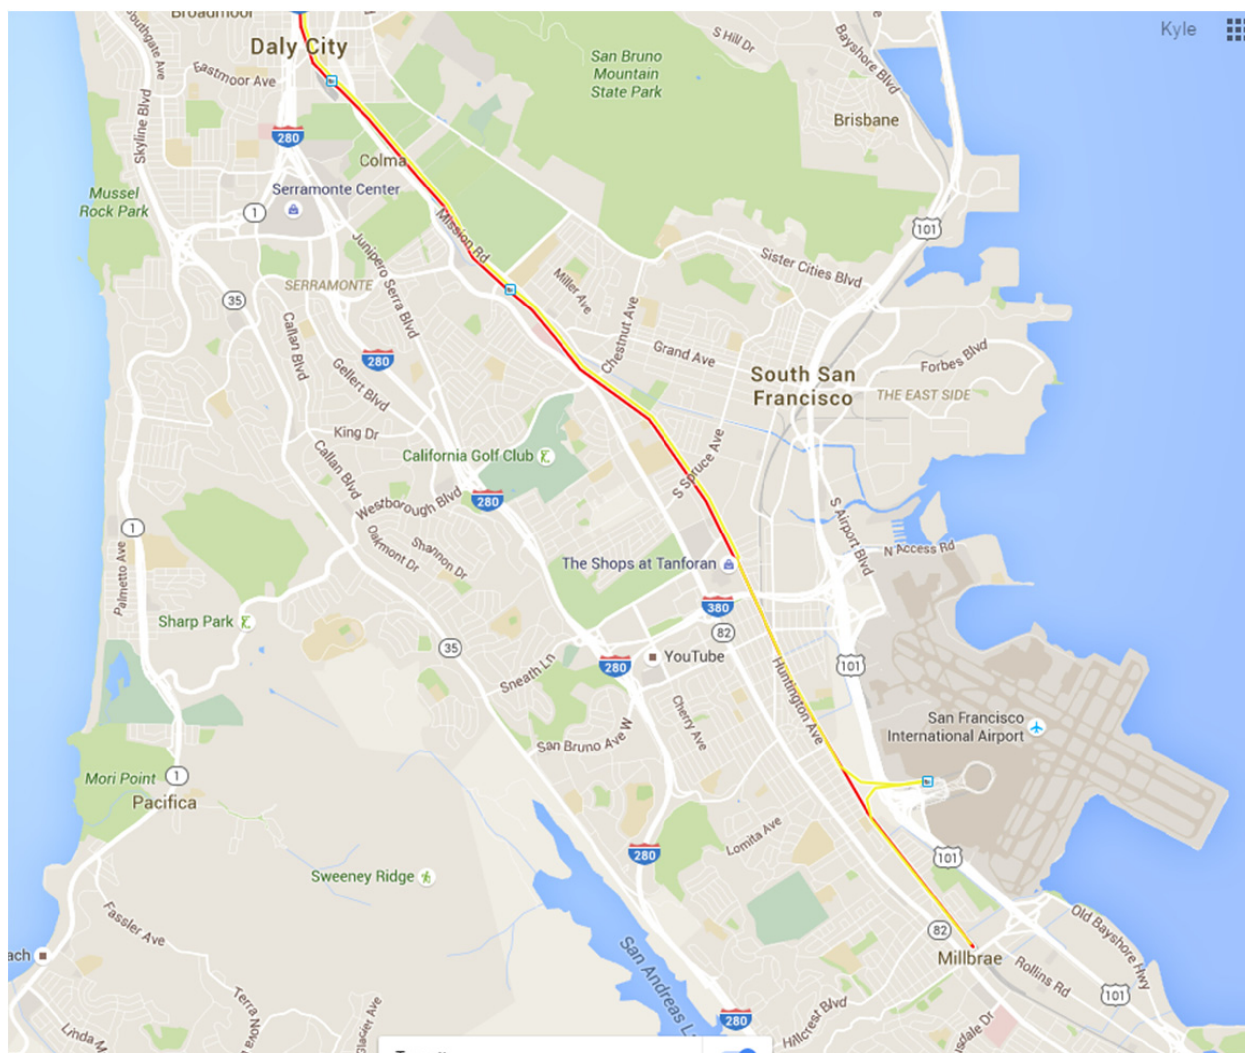 Broadmoor
Kyle
Southgate Ave
Daly City
S Hill Dr
Bayshore Blvd
San Bruno
Mountain
State Park
Eastmoor Ave
Skyline Blvd
Brisbane
280
Colma
Serramonte Center
Mussel
Rock Park
1
Mission Rd
101
Junipero Serra Blvd
Sister Cities Blvd
SERRAMONTE
Miller Ave
35
Callan Blvd
Chestnut Ave
Grand Ave
280
Gellert Blvd
Forbes Blvd
South San
Francisco
THE EAST SIDE
King Dr
California Golf Club
Callan Blvd
S Spruce Ave
Westborough Blvd
280
1
S Airport Blvd
Oakmont Dr
Shannon Dr
N Access Rd
Palmetto Ave
The Shops at Tanforan
380
Sharp Park
82
35
YouTube
280
101
Sneath Ln
Huntington Ave
Cherry Ave
San Francisco
International Airport
San Bruno Ave W
Mori Point
1
Pacifica
Lomita Ave
280
101
Sweeney Ridge
Fassler Ave
Old Bayshore Hwy
82
Millbrae
ach
San Andreas L
Rollins Rd
101
Terra Nova
Glacier Ave
Hillcrest Blvd
280
Linda M
usdale Dr